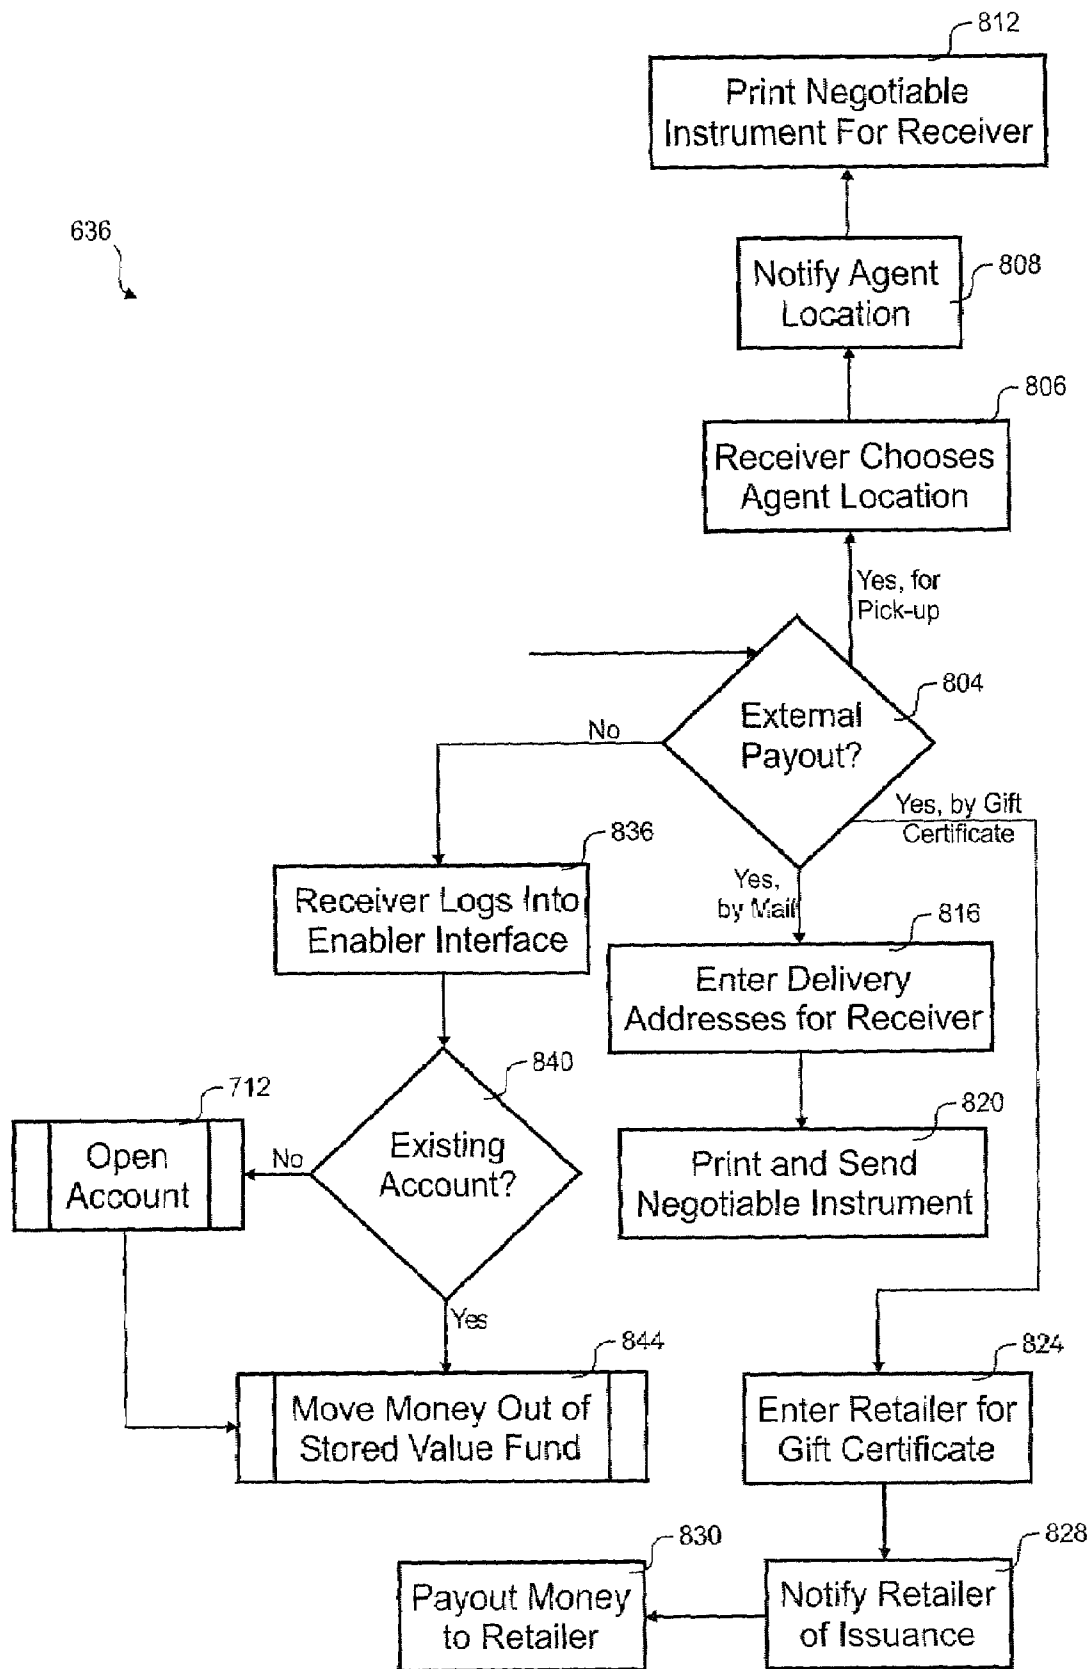 812
Print Negotiable
Instrument For Receiver
636
Notify Agent
Location
808
806
Receiver Chooses
Agent Location
Yes, for
Pick-up
804
External
Payout?
No
Yes, by Gift
Certificate
836
Receiver Logs Into
Enabler Interface
Yes,
by Mail
816
Enter Delivery
Addresses for Receiver
840
712
Open
Account
No
Existing
Account?
820
Print and Send
Negotiable Instrument
Yes
844
Move Money Out of
Stored Value Fund
824
Enter Retailer for
Gift Certificate
830
Payout Money
to Retailer
828
Notify Retailer
of Issuance